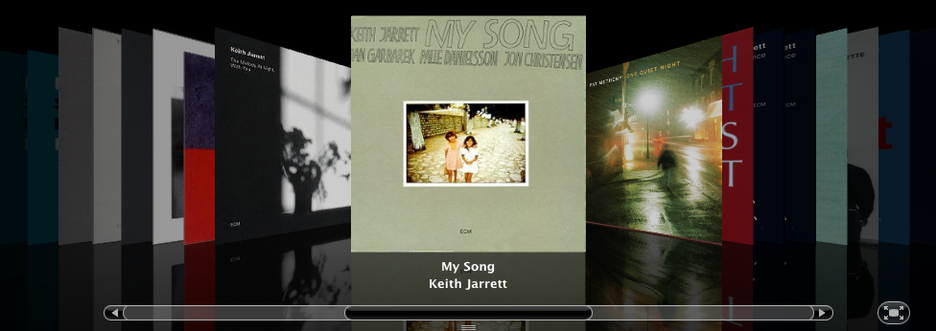 Keith Jarrett
The Melody At Night,
With You
ECM
KEITH JARRETT MY SONG
JAN GARBAREK PALLE DANIELSSON JON CHRISTENSEN
ECM
My Song
Keith Jarrett
PAT METHENY ONE QUIET NIGHT
H
T
S
T
ECM